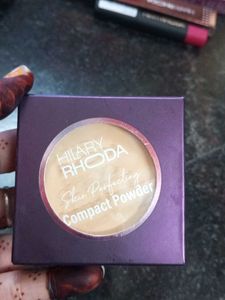 HILARY
RHODA
Skin Perfecting
Compact Powder